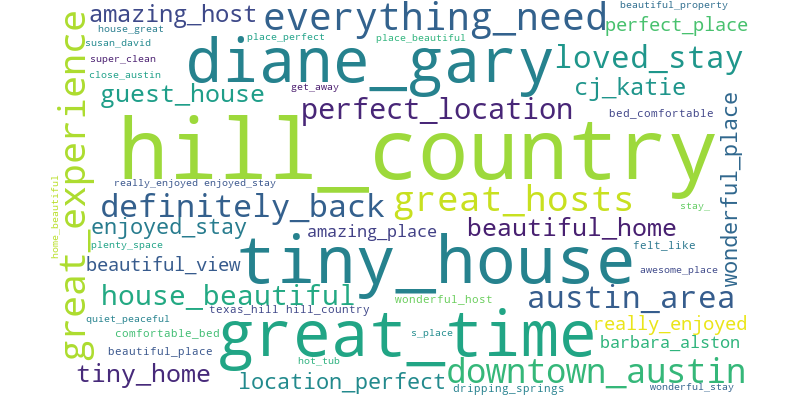 beautiful_property
amazing_host
everything_need
perfect_place
house_great
place_perfect
place_beautiful
susan_david
diane_gary
loved_stay
super_clean
close_austin
get_away
cj_katie
guest_house
perfect_location
bed_comfortable
great_experience
hill_country
wonderful_place
home_beautiful
really_enjoyed enjoyed_stay
definitely_back
great_hosts
stay_
enjoyed_stay
amazing_place
beautiful_home
plenty_space
tiny_house
felt_like
beautiful_view
awesome_place
house_beautiful
wonderful_host
austin_area
texas_hill hill_country
quiet_peaceful
great_time
really_enjoyed
comfortable_bed
s_place
barbara_alston
beautiful_place
hot_tub
tiny_home
location_perfect
downtown_austin
dripping_springs
wonderful_stay